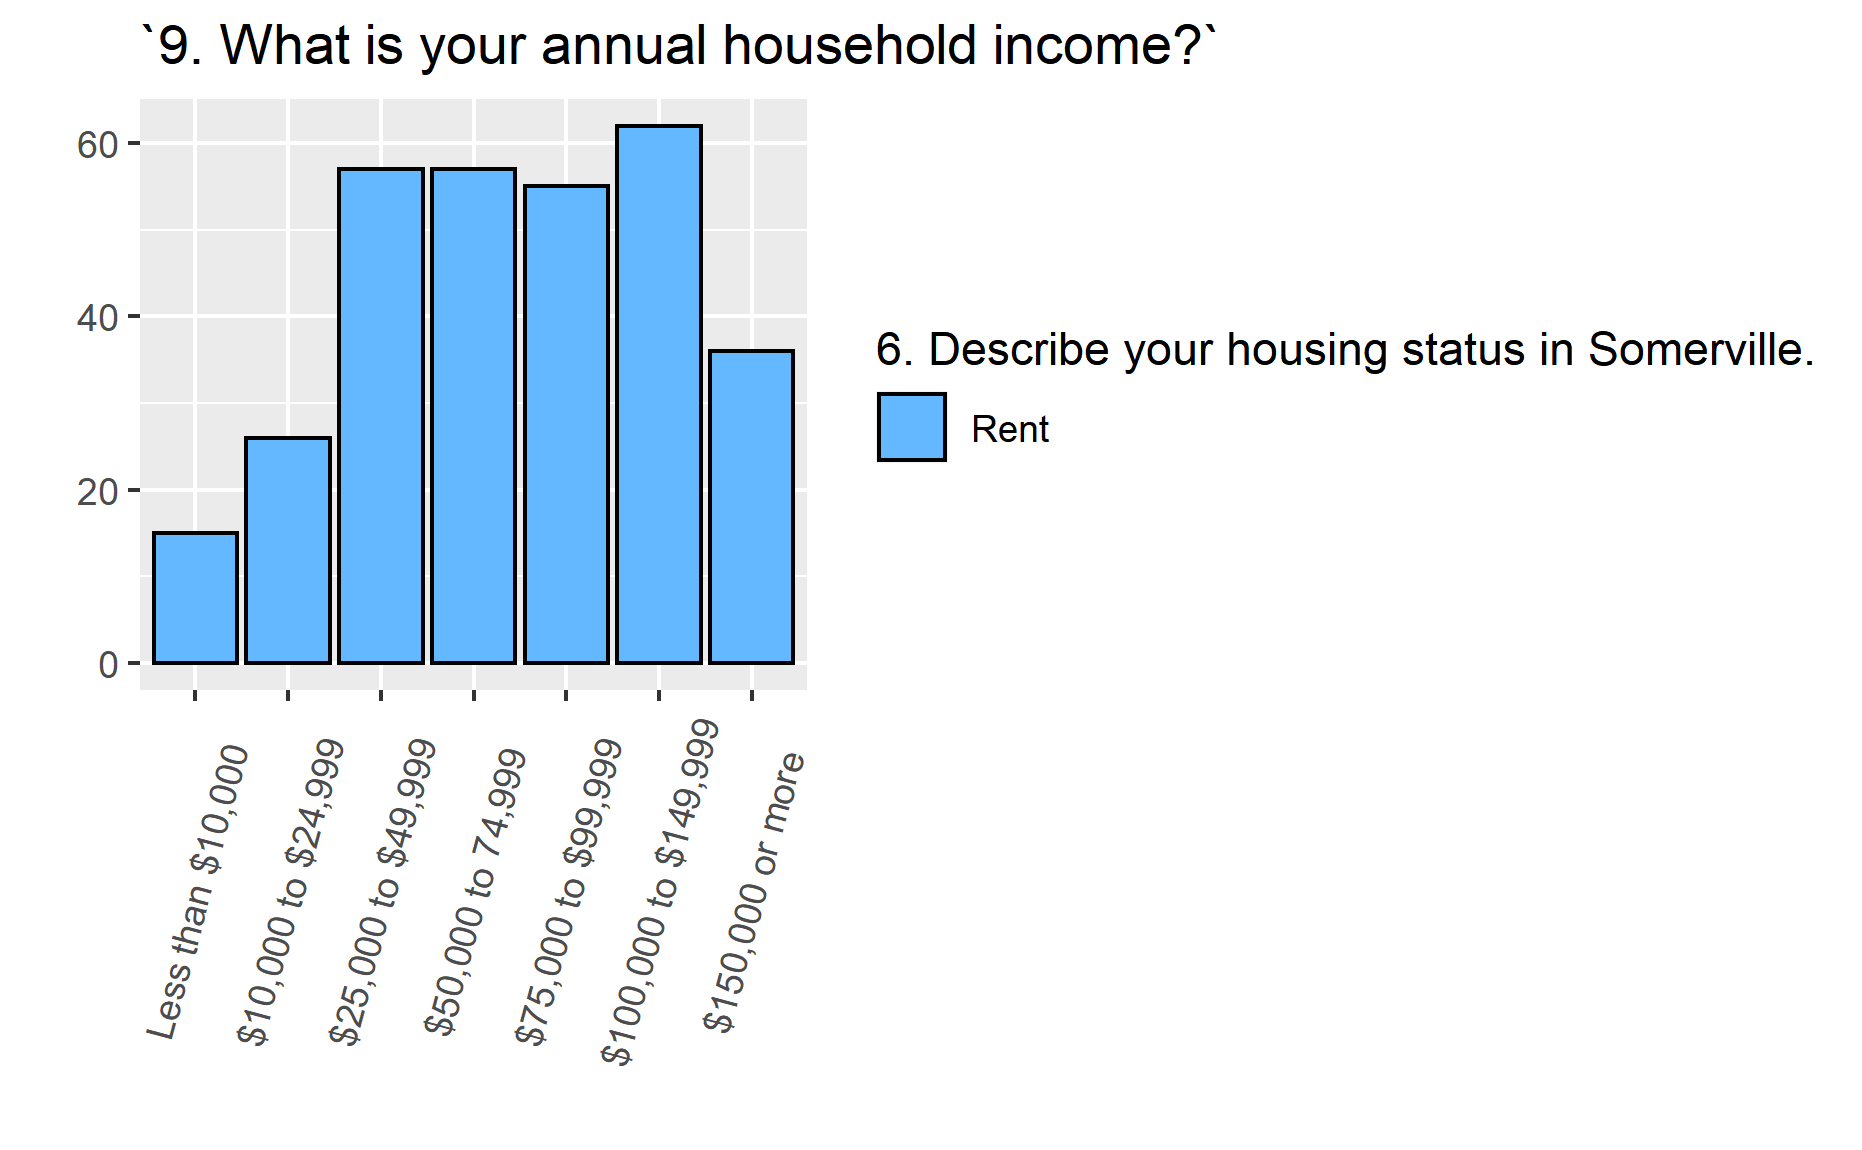 `9. What is your annual household income?`
60
40
20
0
Less than $10,000
$10,000 to $24,999
$25,000 to $49,999
$50,000 to 74,999
$75,000 to $99,999
$100,000 to $149,999
$150,000 or more
6. Describe your housing status in Somerville.
Rent